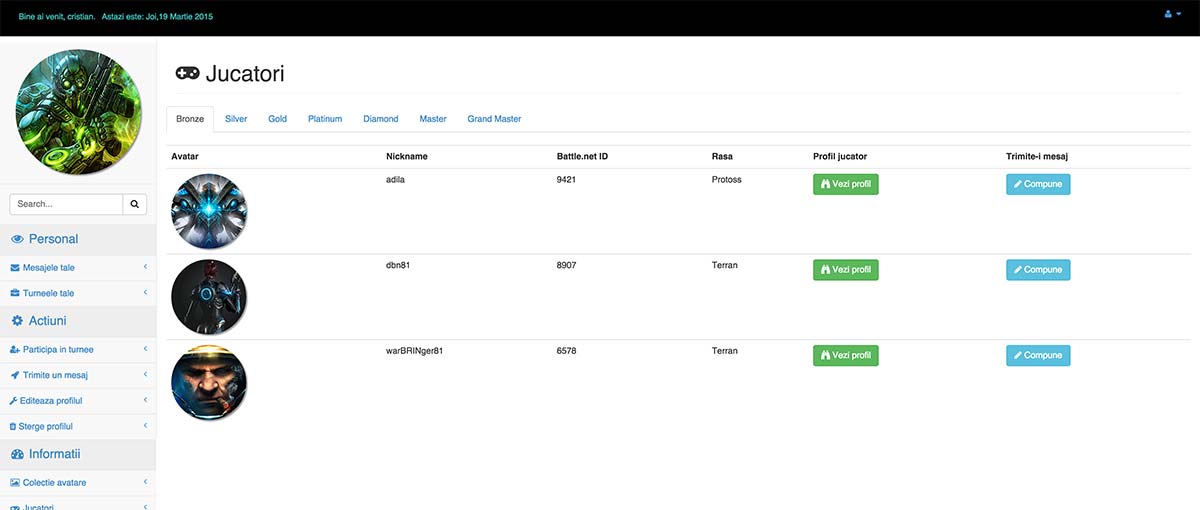 Bine ai venit, cristian. Astazi este: Joi,19 Martie 2015
Jucatori
Bronze Silver Gold Platinum Diamond Master Grand Master
Avatar Nickname Battle.net ID Rasa Profil jucator Trimite-i mesaj
adila 9421 Protoss Vezi profil Compune
dbn81 8907 Terran Vezi profil Compune
warBRINger81 6578 Terran Vezi profil Compune
Search...
Personal
Mesajele tale
Turneele tale
Actiuni
Participa in turnee
Trimite un mesaj
Editeaza profilul
Sterge profilul
Informatii
Colectie avatare
Jucatori